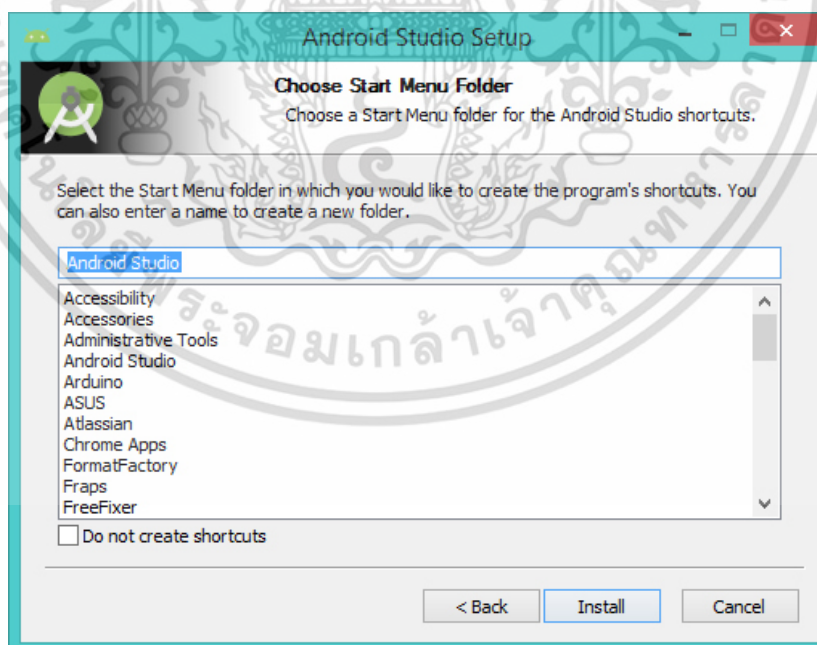 Android Studio Setup
Choose Start Menu Folder
Choose a Start Menu folder for the Android Studio shortcuts.
Select the Start Menu folder in which you would like to create the program's shortcuts. You
can also enter a name to create a new folder.
Android Studio
Accessibility
Accessories
Administrative Tools
Android Studio
Arduino
ASUS
Atlassian
Chrome Apps
FormatFactory
Fraps
FreeFixer
Do not create shortcuts
< Back
Install
Cancel
พระจอมเกล้าเจ้าคุณทหารลา